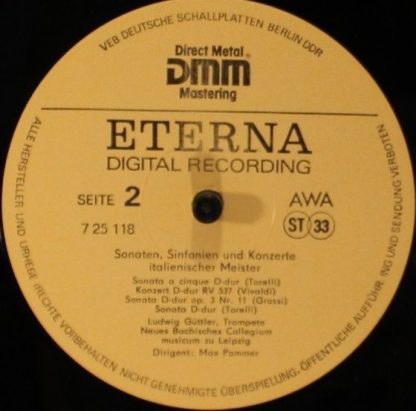 VEB DEUTSCHE SCHALLPLATTEN BERLIN DDR
Direct Metal
DMM
Mastering
ETERNA
DIGITAL RECORDING
SEITE 2
AWA
7 25 118
ST 33
Sonaten, Sinfonien und Konzerte
italienischer Meister
Sonata a cinque D-dur (Torelli)
Konzert D-dur RV 537 (Vivaldi)
Sonata D-dur op. 3 Nr. 11 (Grossi)
Sonata D-dur (Torelli)
Ludwig Güttler, Trompete
Neues Bachisches Collegium
musicum zu Leipzig
Dirigent: Max Pommer
ALLE HERSTELLER UND URHEBERRECHTE VORBEHALTEN NICHT GENEHMIGTE ÜBERSPIELUNG, ÖFFENTLICHE AUFFÜHR. ING UND SENDUNG VERBOTEN